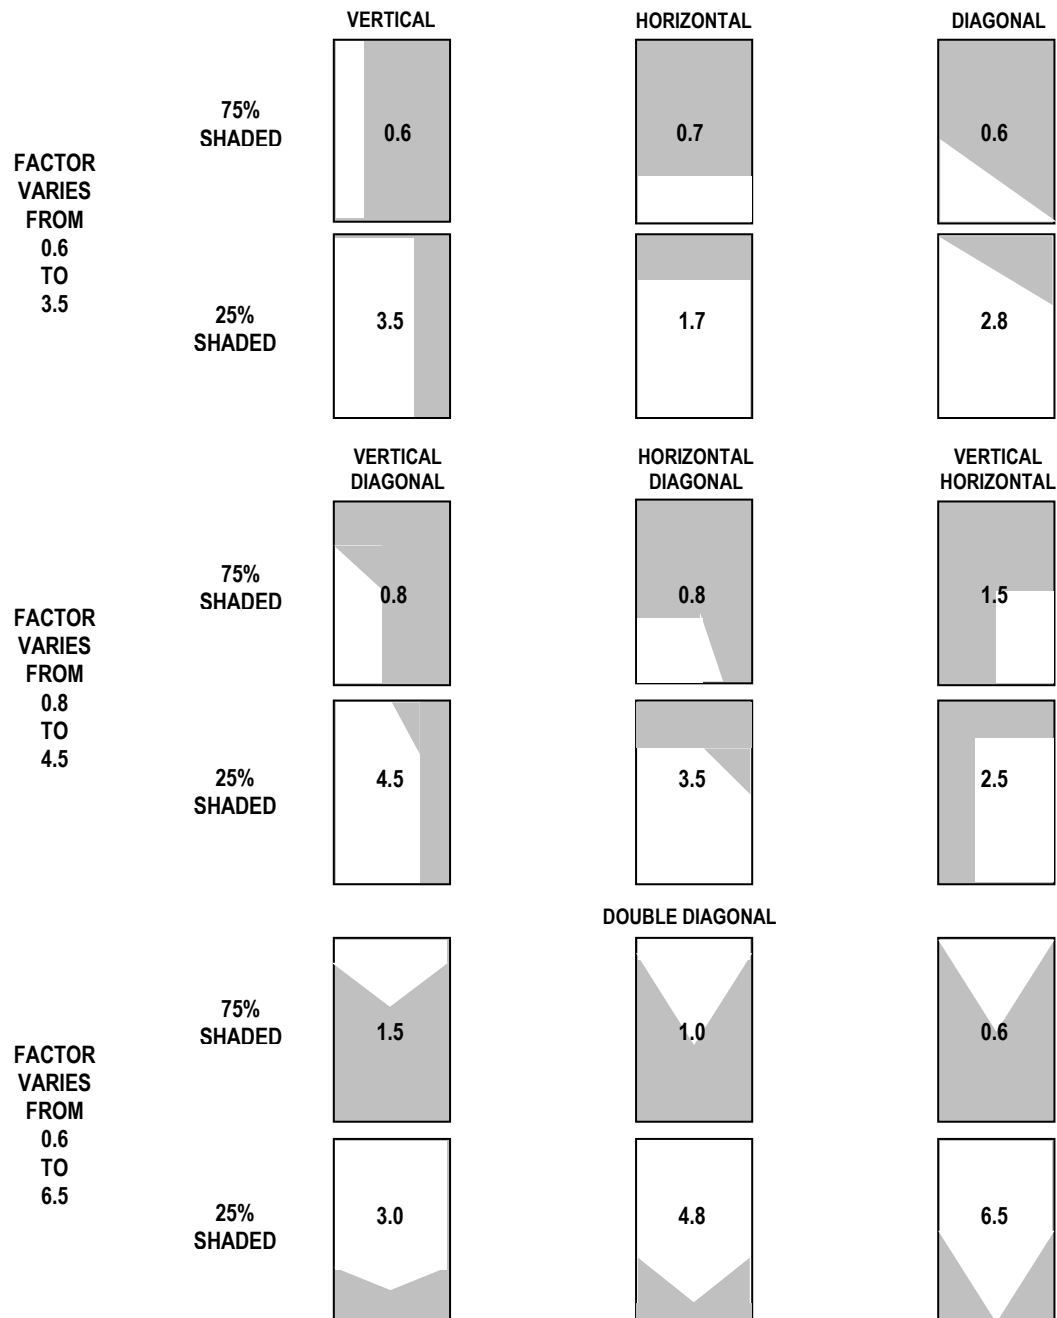 VERTICAL HORIZONTAL DIAGONAL
75%
SHADED
0.6 0.7 0.6
FACTOR
VARIES
FROM
0.6
TO
3.5
25%
SHADED
3.5 1.7 2.8
VERTICAL
DIAGONAL
HORIZONTAL
DIAGONAL
VERTICAL
HORIZONTAL
75%
SHADED
0.8 0.8 1.5
FACTOR
VARIES
FROM
0.8
TO
4.5
25%
SHADED
4.5 3.5 2.5
DOUBLE DIAGONAL
75%
SHADED
1.5 1.0 0.6
FACTOR
VARIES
FROM
0.6
TO
6.5
25%
SHADED
3.0 4.8 6.5